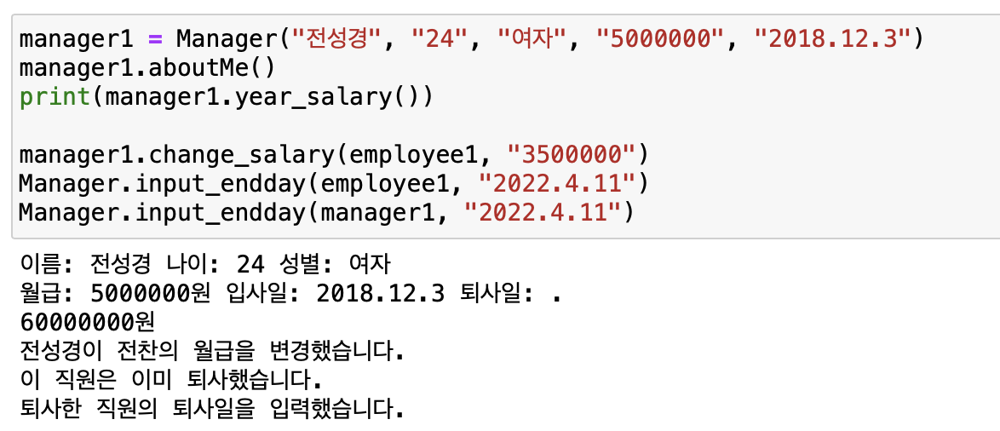 manager1 = Manager("전성경", "24", "여자", "5000000", "2018.12.3")
manager1.aboutMe()
print(manager1.year_salary())
manager1.change_salary(employee1, "3500000")
Manager.input_endday(employee1, "2022.4.11")
Manager.input_endday(manager1, "2022.4.11")
이름: 전성경 나이: 24 성별: 여자
월급: 5000000원 입사일: 2018.12.3 퇴사일: .
60000000원
전성경이 전찬의 월급을 변경했습니다.
이 직원은 이미 퇴사했습니다.
퇴사한 직원의 퇴사일을 입력했습니다.